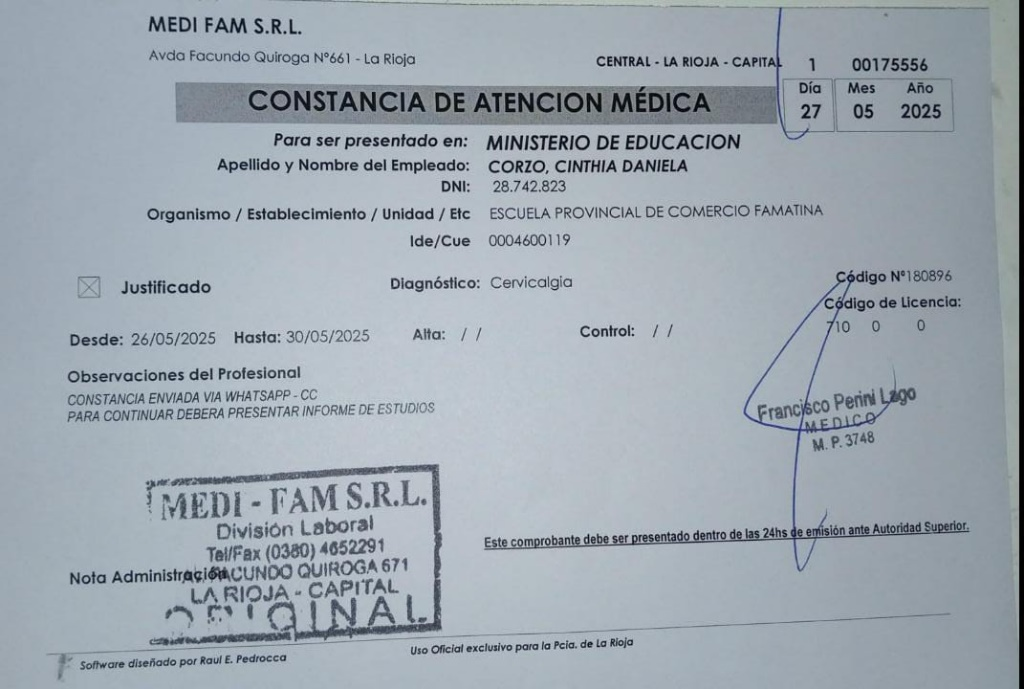 MEDI FAM S.R.L.
Avda Facundo Quiroga Nº661 - La Rioja
CENTRAL - LA RIOJA - CAPITAL 1 00175556
CONSTANCIA DE ATENCION MÉDICA
Día Mes Año
27 05 2025
Para ser presentado en: MINISTERIO DE EDUCACION
Apellido y Nombre del Empleado: CORZO, CINTHIA DANIELA
DNI: 28.742.823
Organismo / Establecimiento / Unidad / Etc ESCUELA PROVINCIAL DE COMERCIO FAMATINA
Ide/Cue 0004600119
Justificado
Diagnóstico: Cervicalgia
Código Nº180896
Código de Licencia:
710 0 0
Desde: 26/05/2025 Hasta: 30/05/2025 Alta: / / Control: / /
Observaciones del Profesional
CONSTANCIA ENVIADA VIA WHATSAPP - CC
PARA CONTINUAR DEBERA PRESENTAR INFORME DE ESTUDIOS
Francisco Perini Lago
MEDICO
M. P. 3748
MEDI - FAM S.R.L.
División Laboral
Tel/Fax (0380) 4652291
FACUNDO QUIROGA 671
LA RIOJA - CAPITAL
ORIGINAL
Nota Administración
Este comprobante debe ser presentado dentro de las 24hs de emisión ante Autoridad Superior.
Software diseñado por Raul E. Pedrocca
Uso Oficial exclusivo para la Pcia. de La Rioja